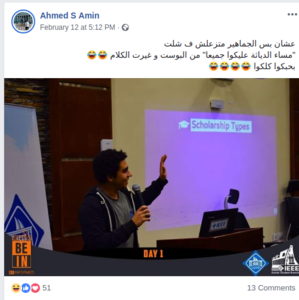 Ahmed S Amin
February 12 at 5:12 PM ·
عشان بس الجماهير متزعلش ف شلت
"مساء الدياثة عليكوا جميعا" من البوست و غيرت الكلام 😂😂
بحبكوا كلكوا 😂😂😂😂
Scholarship Types
BE
IN
DAY 1
IEEE
51
13 Comments